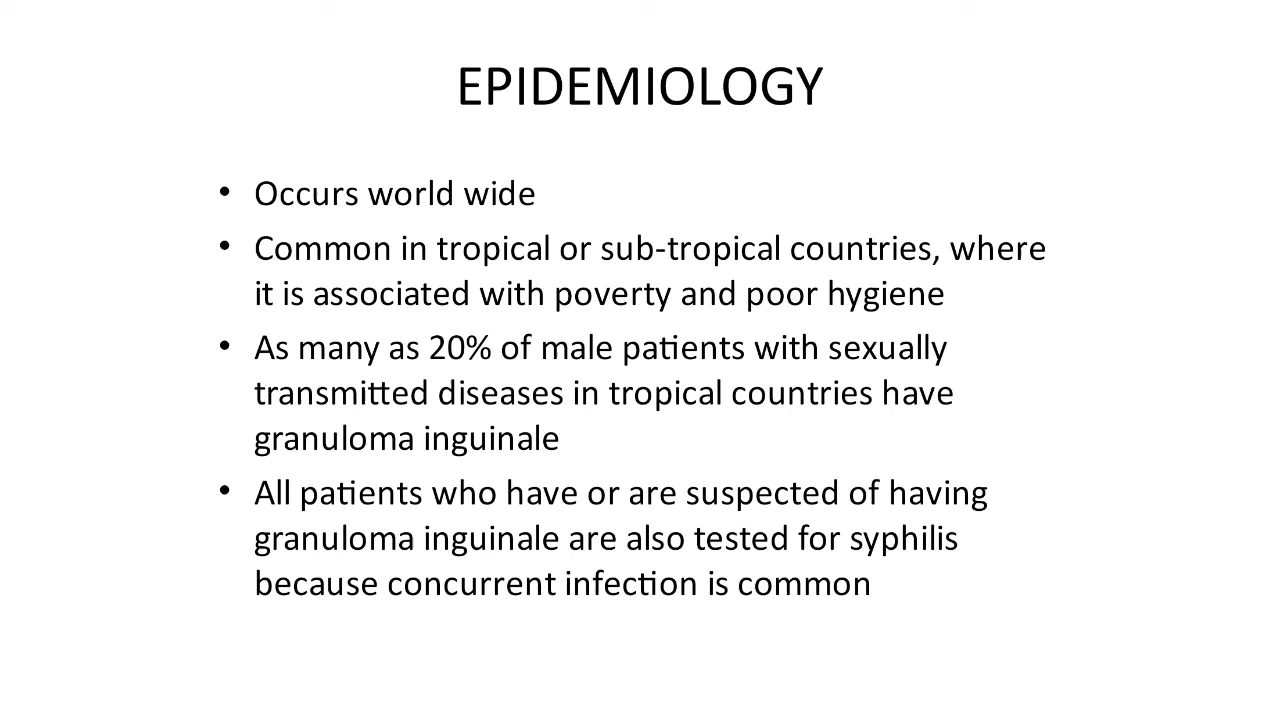 EPIDEMIOLOGY
• Occurs world wide
• Common in tropical or sub-tropical countries, where
it is associated with poverty and poor hygiene
• As many as 20% of male patients with sexually
transmitted diseases in tropical countries have
granuloma inguinale
• All patients who have or are suspected of having
granuloma inguinale are also tested for syphilis
because concurrent infection is common